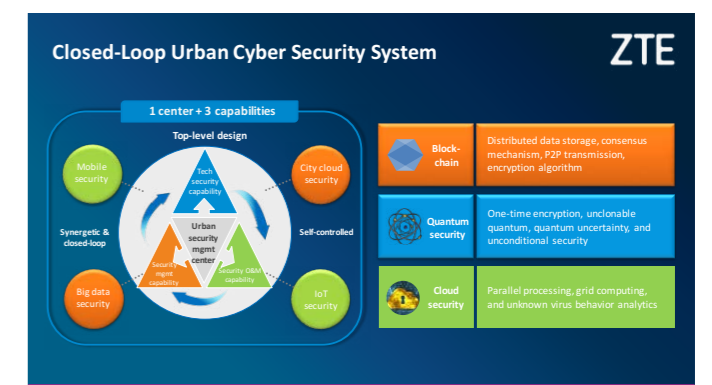 Closed-Loop Urban Cyber Security System
ZTE
1 center + 3 capabilities
Top-level design
Mobile
security
City cloud
security
Tech
security
capability
Synergetic &
closed-loop
Urban
security
mgmt
center
Self-controlled
Security
mgmt
capability
Security O&M
capability
Big data
security
IoT
security
Block-
chain
Distributed data storage, consensus
mechanism, P2P transmission,
encryption algorithm
Quantum
security
One-time encryption, unclonable
quantum, quantum uncertainty, and
unconditional security
Cloud
security
Parallel processing, grid computing,
and unknown virus behavior analytics